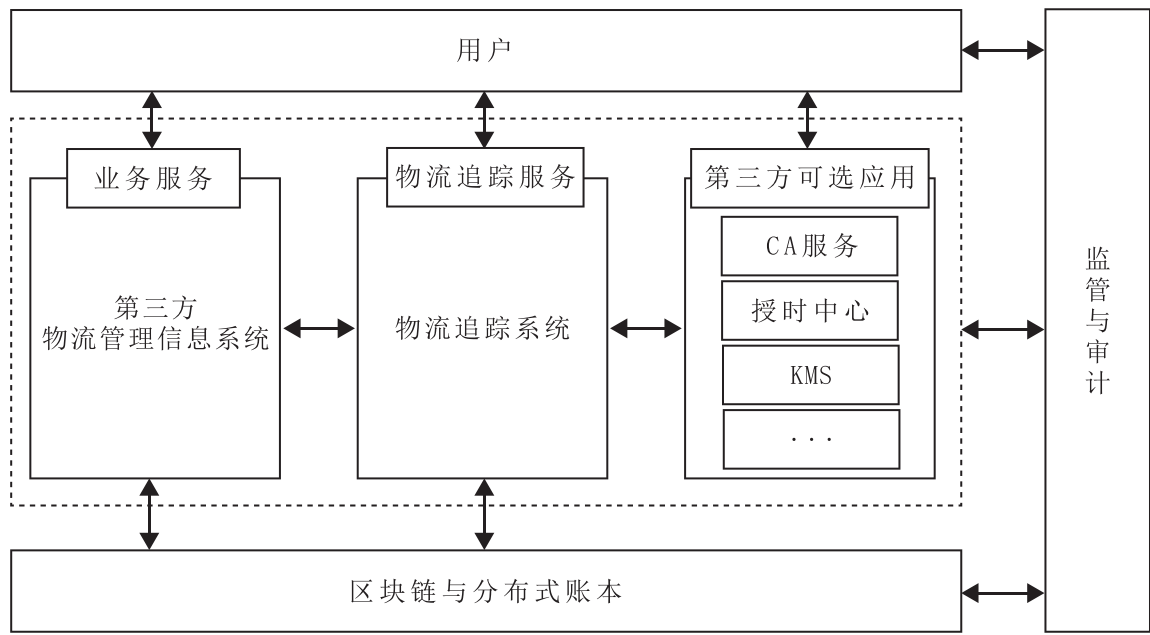 用户
业务服务
物流追踪服务
第三方可选应用
第三方
物流管理信息系统
物流追踪系统
CA服务
授时中心
KMS
...
监管与审计
区块链与分布式账本